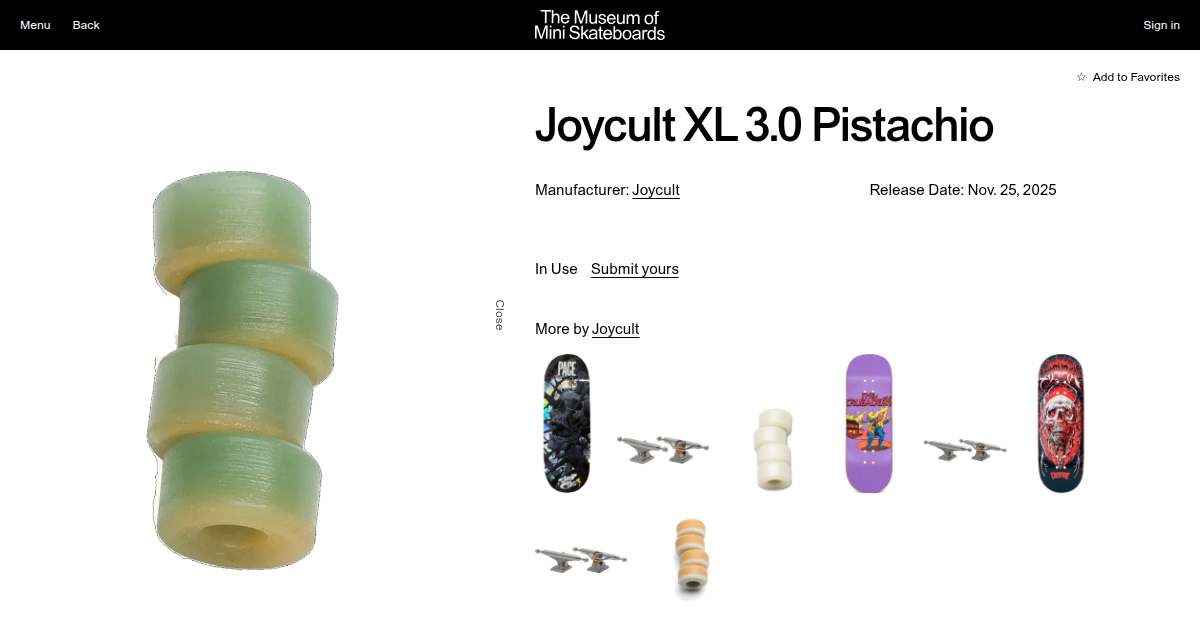 Menu Back
The Museum of
Mini Skateboards
Sign in
☆ Add to Favorites
Joycult XL 3.0 Pistachio
Manufacturer: Joycult
Release Date: Nov. 25, 2025
In Use Submit yours
Close
More by Joycult
PACE